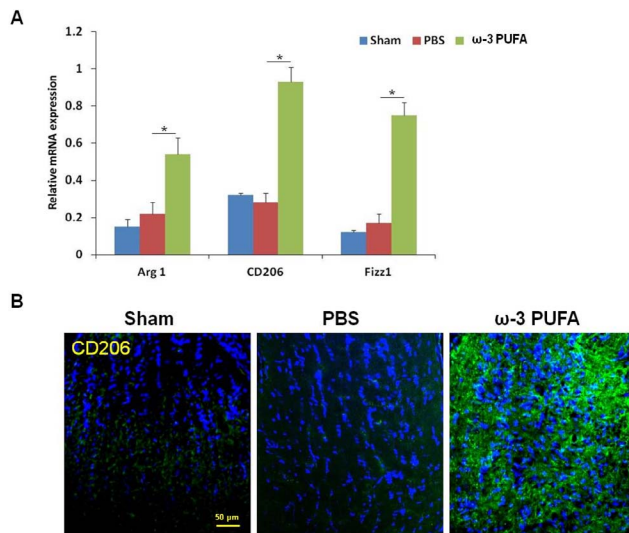 A
Relative mRNA expression
1.2
1
0.8
0.6
0.4
0.2
0
Sham PBS ω-3 PUFA
*
*
*
Arg 1 CD206 Fizz1
B
Sham PBS ω-3 PUFA
CD206
50 μm